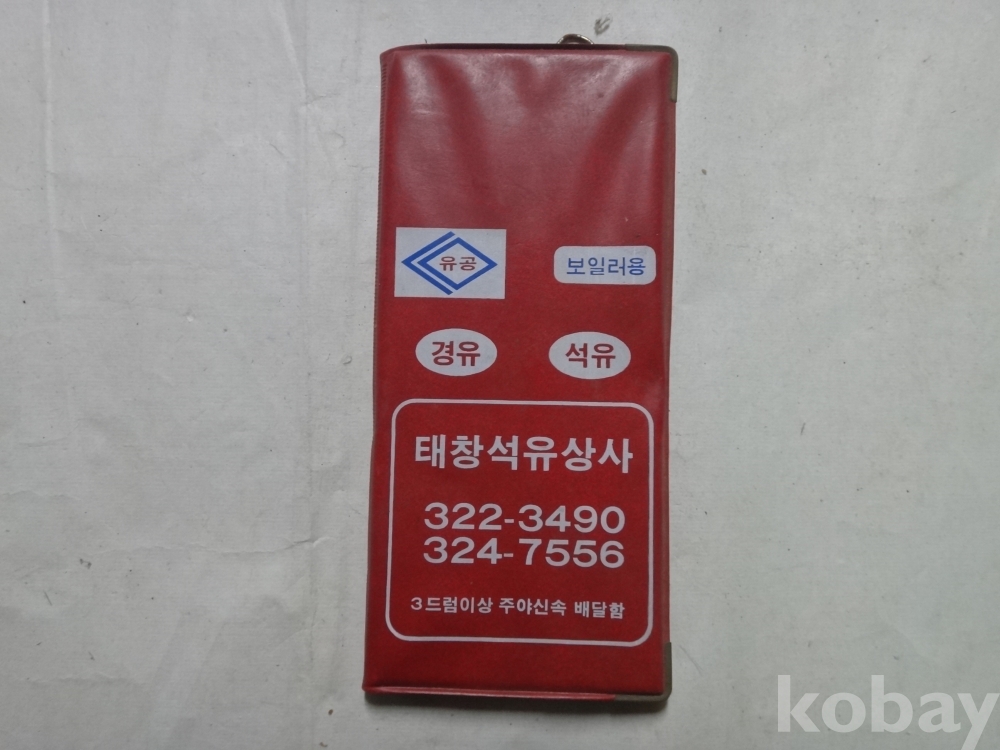 유공
보일러용
경유
석유
태창석유상사
322-3490
324-7556
3드럼이상 주야신속 배달함
kobay